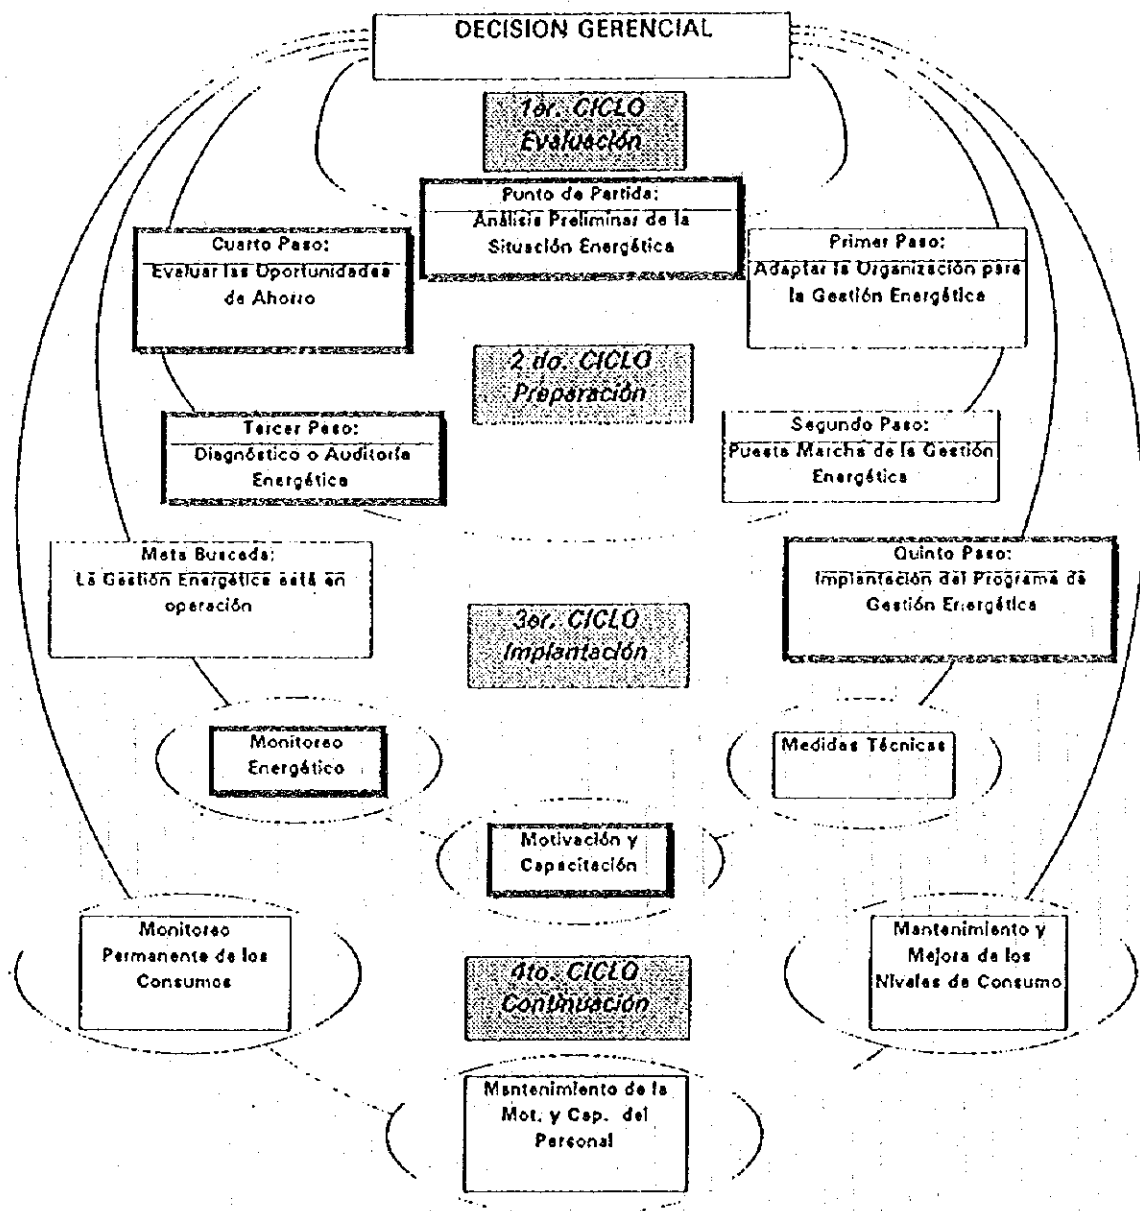 DECISION GERENCIAL
1er. CICLO
Evaluación
Punto de Partida:
Análisis Preliminar de la
Situación Energética
Cuarto Paso:
Evaluar las Oportunidades
de Ahorro
Primer Paso:
Adaptar la Organización para
la Gestión Energética
2 do. CICLO
Preparación
Tercer Paso:
Diagnóstico o Auditoría
Energética
Segundo Paso:
Puesta Marcha de la Gestión
Energética
Meta Buscada:
La Gestión Energética está en
operación
Quinto Paso:
Implantación del Programa de
Gestión Energética
3er. CICLO
Implantación
Monitoreo
Energético
Medidas Técnicas
Motivación y
Capacitación
Monitoreo
Permanente de los
Consumos
Mantenimiento y
Mejora de los
Niveles de Consumo
4to. CICLO
Continuación
Mantenimiento de la
Mot. y Cap. del
Personal